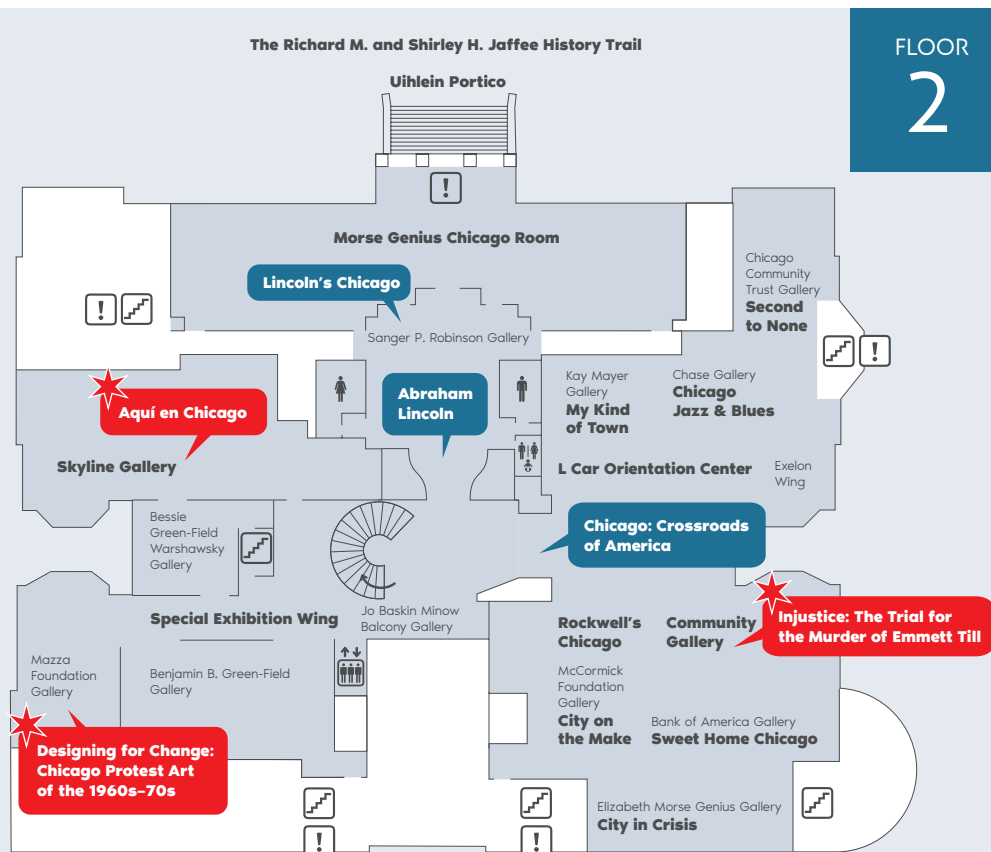 The Richard M. and Shirley H. Jaffee History Trail
FLOOR
2
Uihlein Portico
!
Morse Genius Chicago Room
Lincoln’s Chicago
Sanger P. Robinson Gallery
Chicago
Community
Trust Gallery
Second
to None
!
!
Aquí en Chicago
Skyline Gallery
Abraham
Lincoln
Kay Mayer
Gallery
My Kind
of Town
Chase Gallery
Chicago
Jazz & Blues
L Car Orientation Center
Exelon
Wing
Bessie
Green-Field
Warshawsky
Gallery
Chicago: Crossroads
of America
Special Exhibition Wing
Jo Baskin Minow
Balcony Gallery
Rockwell’s
Chicago
Community
Gallery
Injustice: The Trial for
the Murder of Emmett Till
Mazza
Foundation
Gallery
Benjamin B. Green-Field
Gallery
McCormick
Foundation
Gallery
City on
the Make
Bank of America Gallery
Sweet Home Chicago
Designing for Change:
Chicago Protest Art
of the 1960s–70s
Elizabeth Morse Genius Gallery
City in Crisis
!
!